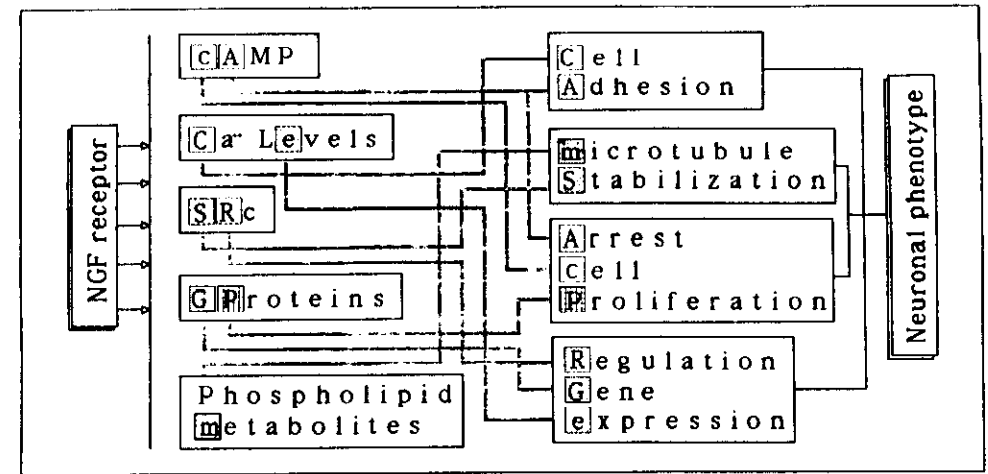 NGF receptor
cAMP
Ca++ Levels
SRc
G Proteins
Phospholipid
metabolites
Cell
Adhesion
microtubule
Stabilization
Arrest
cell
Proliferation
Regulation
Gene
expression
Neuronal phenotype